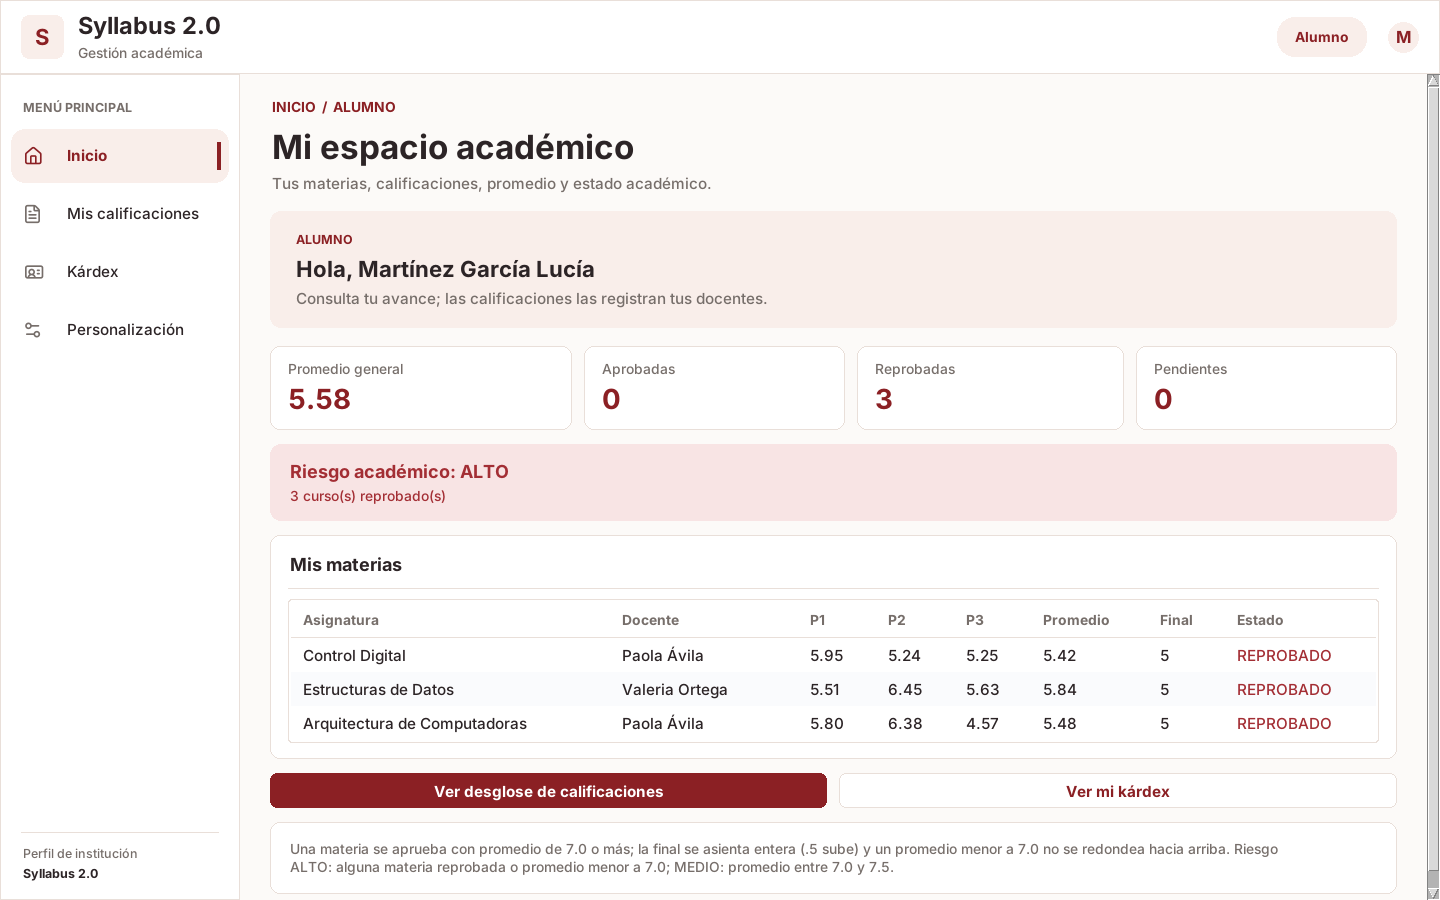 S
Syllabus 2.0
Gestión académica
Alumno
M
MENÚ PRINCIPAL
Inicio
Mis calificaciones
Kárdex
Personalización
Perfil de institución
Syllabus 2.0
INICIO / ALUMNO
Mi espacio académico
Tus materias, calificaciones, promedio y estado académico.
ALUMNO
Hola, Martínez García Lucía
Consulta tu avance; las calificaciones las registran tus docentes.
Promedio general
5.58
Aprobadas
0
Reprobadas
3
Pendientes
0
Riesgo académico: ALTO
3 curso(s) reprobado(s)
Mis materias
Asignatura Docente P1 P2 P3 Promedio Final Estado
Control Digital Paola Ávila 5.95 5.24 5.25 5.42 5 REPROBADO
Estructuras de Datos Valeria Ortega 5.51 6.45 5.63 5.84 5 REPROBADO
Arquitectura de Computadoras Paola Ávila 5.80 6.38 4.57 5.48 5 REPROBADO
Ver desglose de calificaciones
Ver mi kárdex
Una materia se aprueba con promedio de 7.0 o más; la final se asienta entera (.5 sube) y un promedio menor a 7.0 no se redondea hacia arriba. Riesgo
ALTO: alguna materia reprobada o promedio menor a 7.0; MEDIO: promedio entre 7.0 y 7.5.